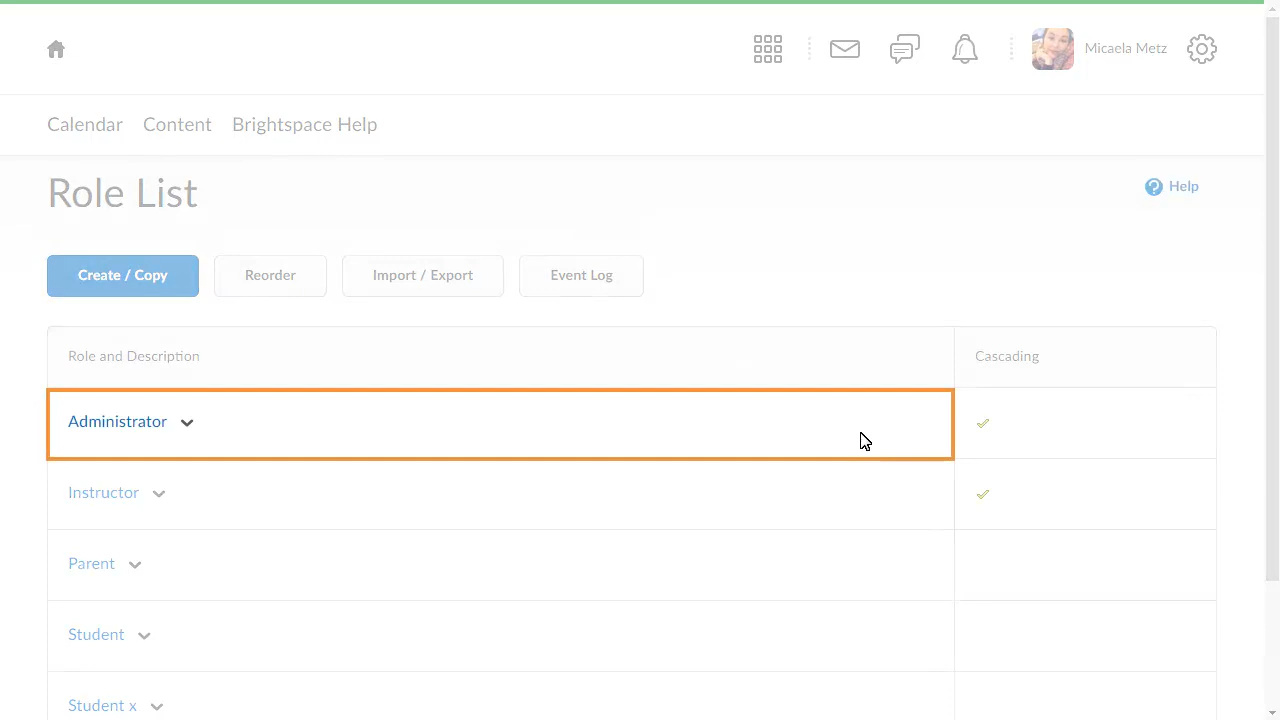 Micaela Metz
Calendar Content Brightspace Help
Role List
Help
Create / Copy Reorder Import / Export Event Log
Role and Description Cascading
Administrator
Instructor
Parent
Student
Student x